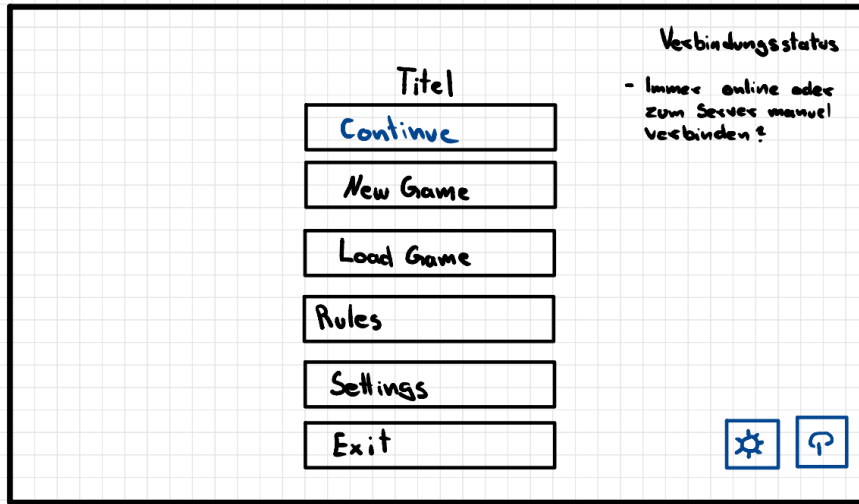 Verbindungsstatus
- Immer online oder
zum Server manuel
verbinden?
Titel
Continue
New Game
Load Game
Rules
Settings
Exit